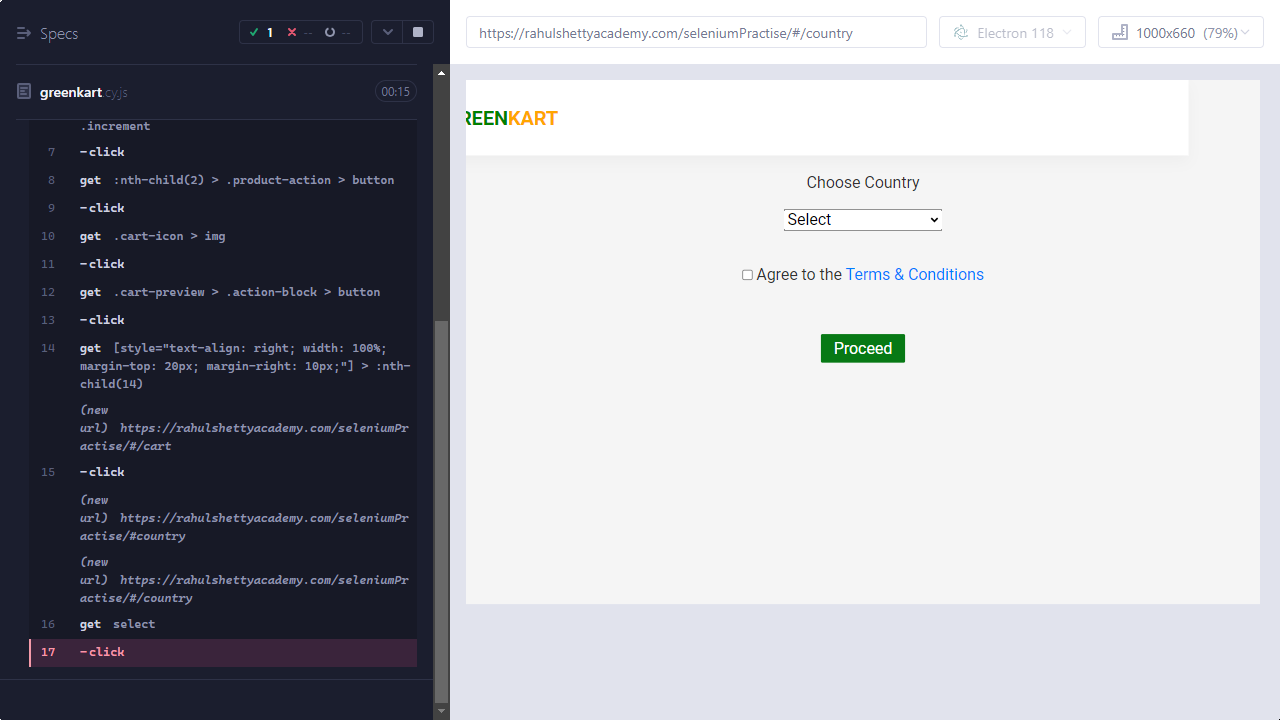 Specs
1 -- --
greenkart.cy.js 00:15
.increment
7 -click
8 get :nth-child(2) > .product-action > button
9 -click
10 get .cart-icon > img
11 -click
12 get .cart-preview > .action-block > button
13 -click
14 get [style="text-align: right; width: 100%;
margin-top: 20px; margin-right: 10px;"] > :nth-
child(14)
(new
url) https://rahulshettyacademy.com/seleniumPr
actise/#/cart
15 -click
(new
url) https://rahulshettyacademy.com/seleniumPr
actise/#country
(new
url) https://rahulshettyacademy.com/seleniumPr
actise/#/country
16 get select
17 -click
https://rahulshettyacademy.com/seleniumPractise/#/country
Electron 118
1000x660 (79%)
REENKART
Choose Country
Select
Agree to the Terms & Conditions
Proceed